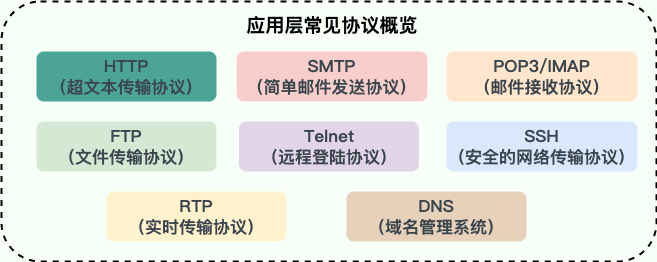 应用层常见协议概览
HTTP
（超文本传输协议）
SMTP
（简单邮件发送协议）
POP3/IMAP
（邮件接收协议）
FTP
（文件传输协议）
Telnet
（远程登陆协议）
SSH
（安全的网络传输协议）
RTP
（实时传输协议）
DNS
（域名管理系统）